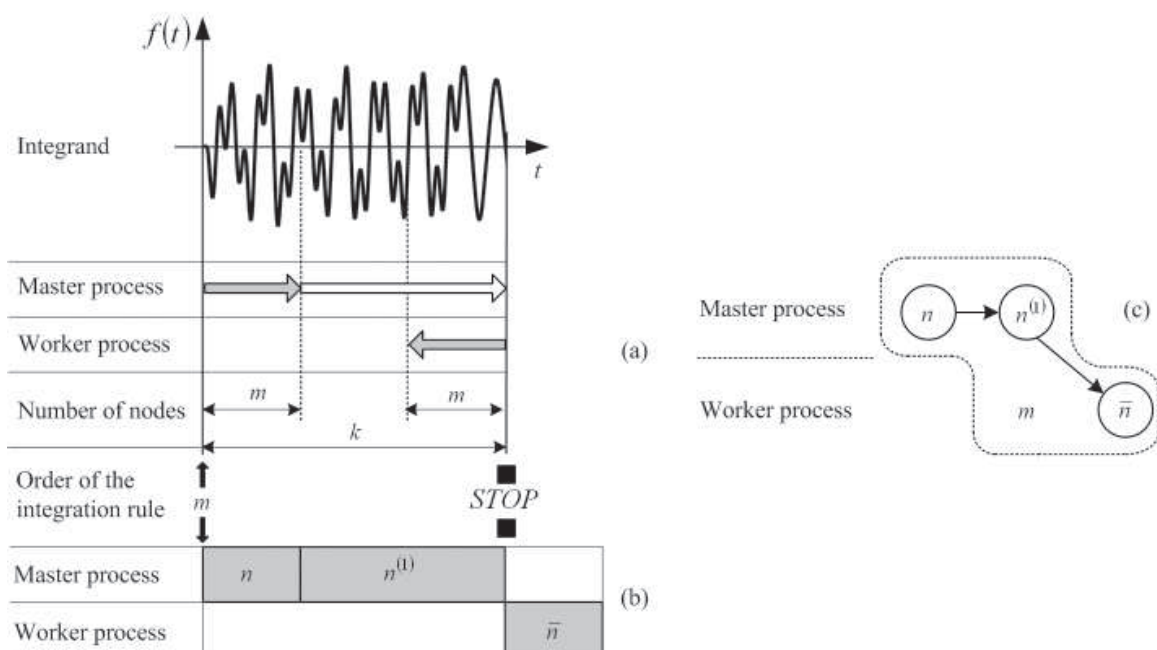 f(t)
Integrand
t
Master process
Worker process
(a)
Number of nodes
m
m
k
Order of the
integration rule
m
STOP
Master process
n
n^(1)
(b)
Worker process
n̄
Master process
n
n^(1)
(c)
Worker process
m
n̄